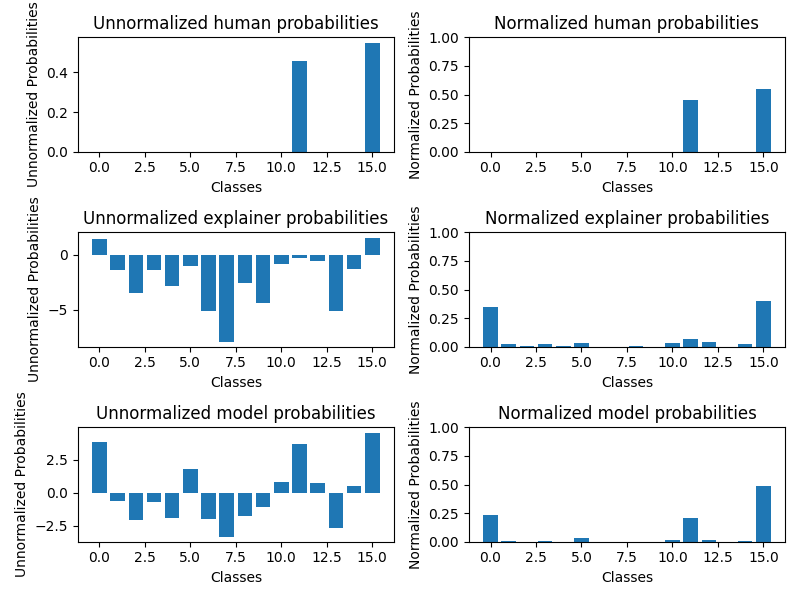 Unnormalized human probabilities
Unnormalized Probabilities
0.4
0.2
0.0
0.0 2.5 5.0 7.5 10.0 12.5 15.0
Classes
Normalized human probabilities
Normalized Probabilities
1.00
0.75
0.50
0.25
0.00
0.0 2.5 5.0 7.5 10.0 12.5 15.0
Classes
Unnormalized explainer probabilities
Unnormalized Probabilities
0
−5
0.0 2.5 5.0 7.5 10.0 12.5 15.0
Classes
Normalized explainer probabilities
Normalized Probabilities
1.00
0.75
0.50
0.25
0.00
0.0 2.5 5.0 7.5 10.0 12.5 15.0
Classes
Unnormalized model probabilities
Unnormalized Probabilities
2.5
0.0
−2.5
0.0 2.5 5.0 7.5 10.0 12.5 15.0
Classes
Normalized model probabilities
Normalized Probabilities
1.00
0.75
0.50
0.25
0.00
0.0 2.5 5.0 7.5 10.0 12.5 15.0
Classes